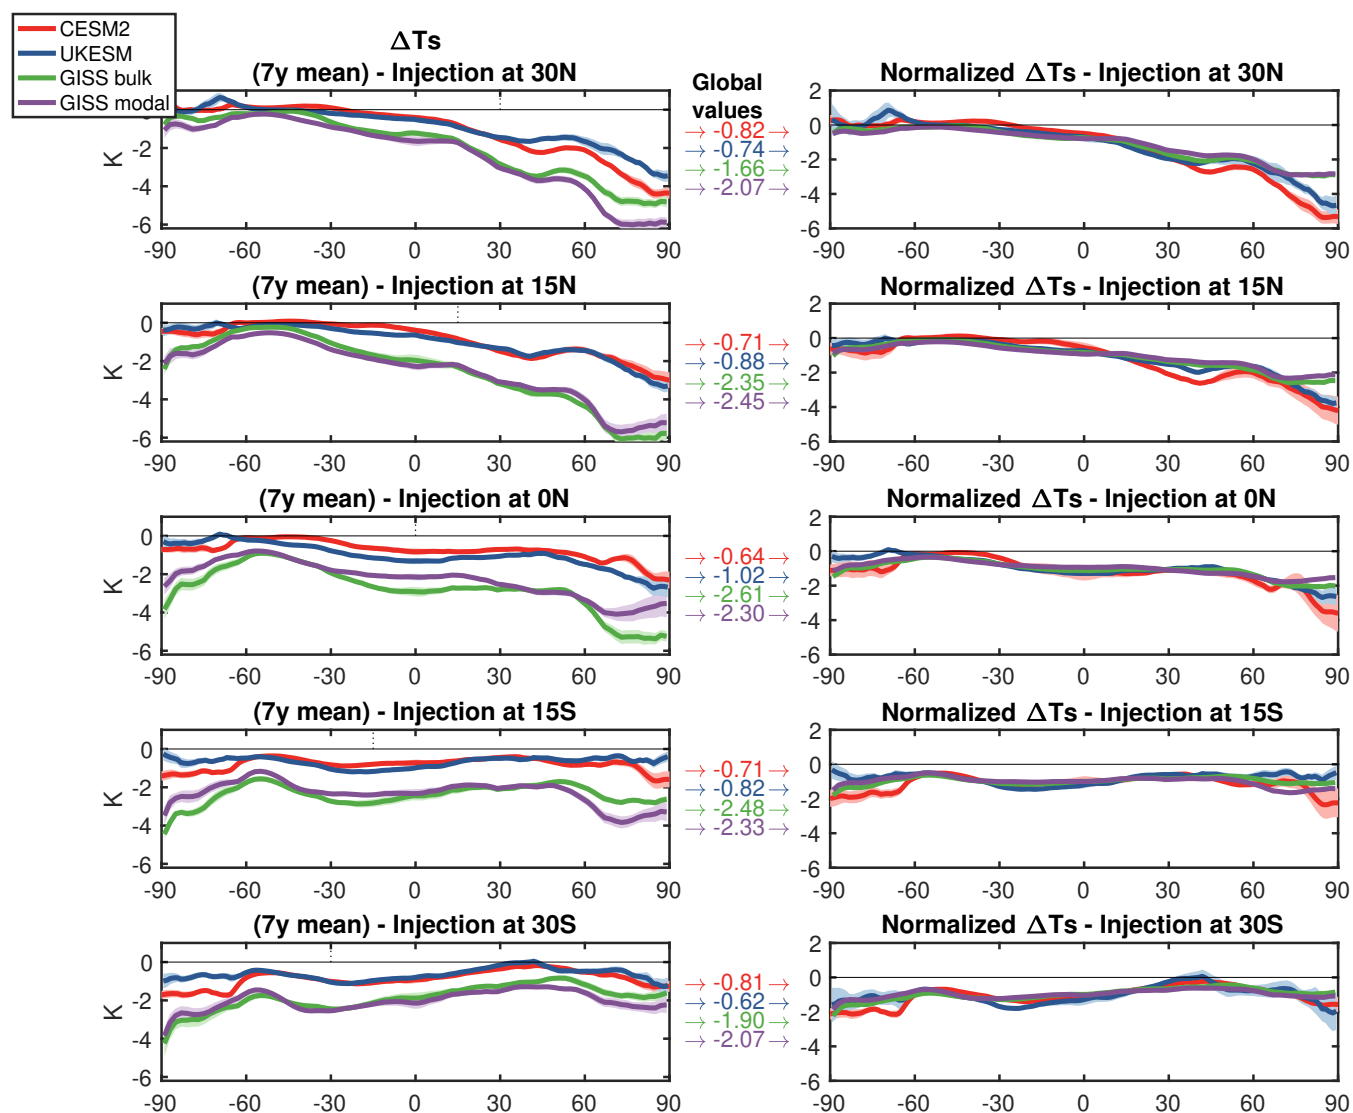 CESM2
UKESM
GISS bulk
GISS modal
ΔTs
(7y mean) - Injection at 30N
Global
values
Normalized ΔTs - Injection at 30N
K
-2
-4
-6
-90 -60 -30 0 30 60 90
→ -0.82 →
→ -0.74 →
→ -1.66 →
→ -2.07 →
2
0
-2
-4
-6
-90 -60 -30 0 30 60 90
(7y mean) - Injection at 15N
Normalized ΔTs - Injection at 15N
K
0
-2
-4
-6
-90 -60 -30 0 30 60 90
→ -0.71 →
→ -0.88 →
→ -2.35 →
→ -2.45 →
2
0
-2
-4
-6
-90 -60 -30 0 30 60 90
(7y mean) - Injection at 0N
Normalized ΔTs - Injection at 0N
K
0
-2
-4
-6
-90 -60 -30 0 30 60 90
→ -0.64 →
→ -1.02 →
→ -2.61 →
→ -2.30 →
2
0
-2
-4
-6
-90 -60 -30 0 30 60 90
(7y mean) - Injection at 15S
Normalized ΔTs - Injection at 15S
K
0
-2
-4
-6
-90 -60 -30 0 30 60 90
→ -0.71 →
→ -0.82 →
→ -2.48 →
→ -2.33 →
2
0
-2
-4
-6
-90 -60 -30 0 30 60 90
(7y mean) - Injection at 30S
Normalized ΔTs - Injection at 30S
K
0
-2
-4
-6
-90 -60 -30 0 30 60 90
→ -0.81 →
→ -0.62 →
→ -1.90 →
→ -2.07 →
2
0
-2
-4
-6
-90 -60 -30 0 30 60 90